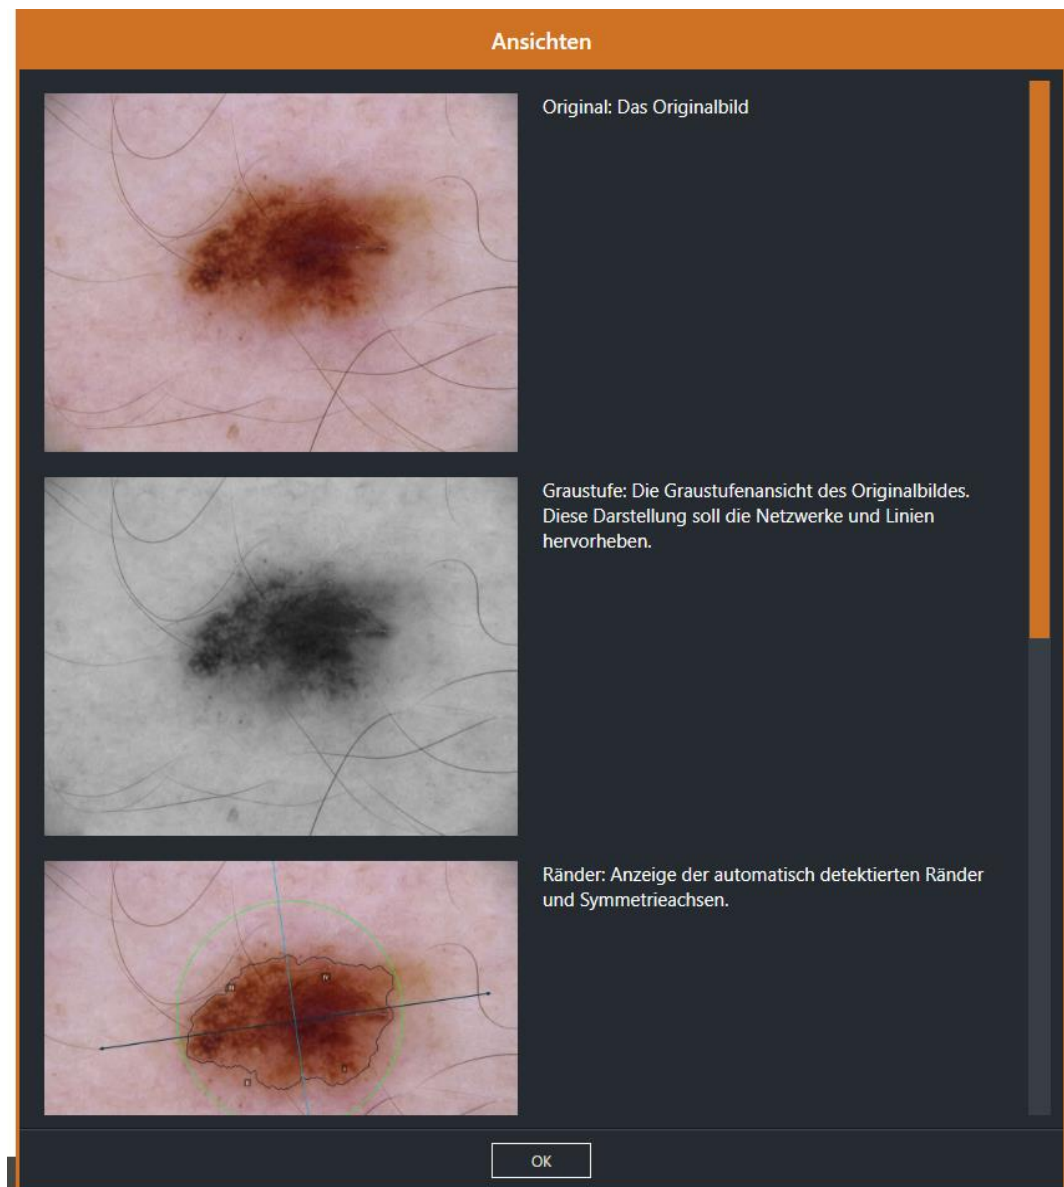 Ansichten
Original: Das Originalbild
Graustufe: Die Graustufenansicht des Originalbildes.
Diese Darstellung soll die Netzwerke und Linien
hervorheben.
Ränder: Anzeige der automatisch detektierten Ränder
und Symmetrieachsen.
OK